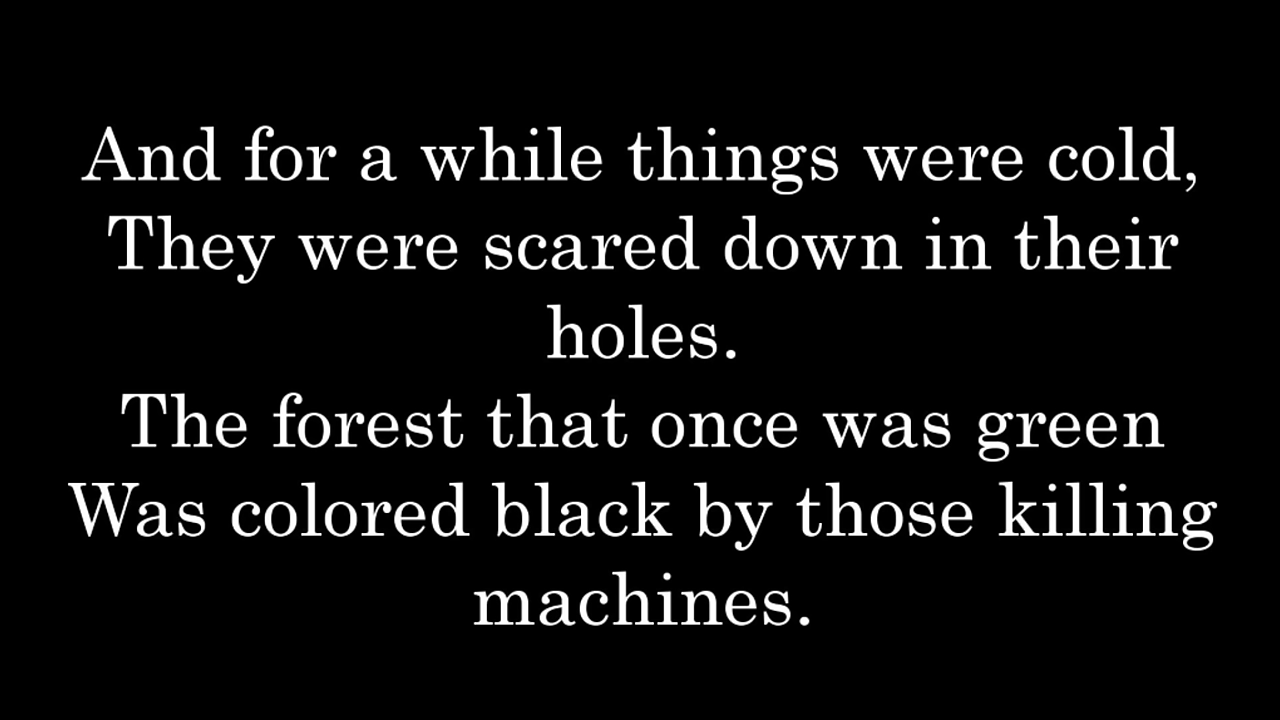 And for a while things were cold,
They were scared down in their
holes.
The forest that once was green
Was colored black by those killing
machines.